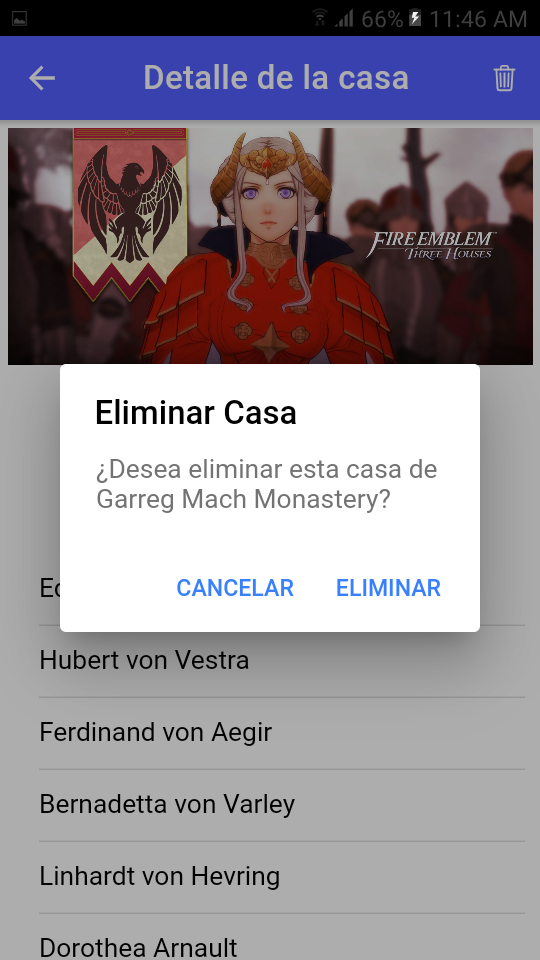 66% 11:46 AM
Detalle de la casa
FIRE EMBLEM
THREE HOUSES
Eliminar Casa
¿Desea eliminar esta casa de
Garreg Mach Monastery?
CANCELAR ELIMINAR
Hubert von Vestra
Ferdinand von Aegir
Bernadetta von Varley
Linhardt von Hevring
Dorothea Arnault